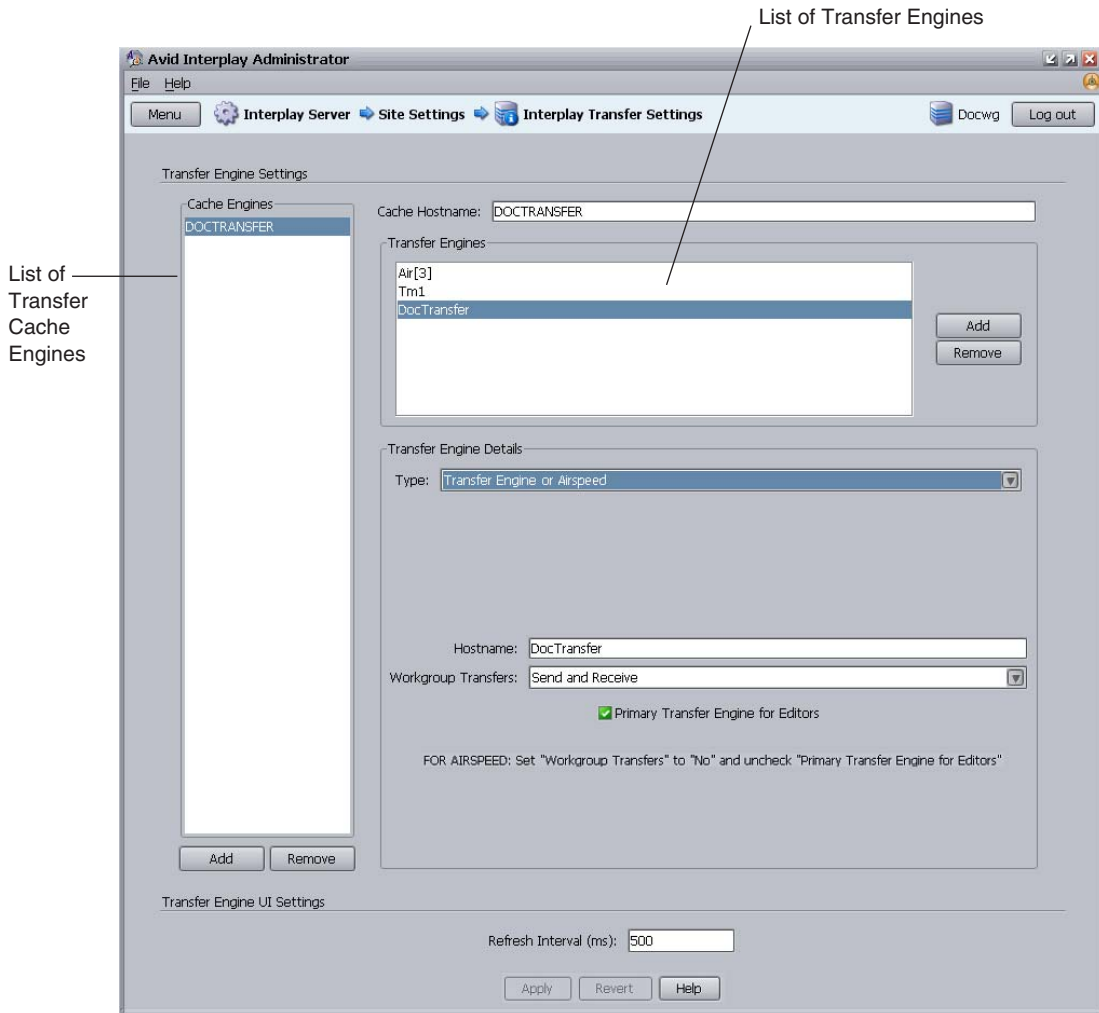 List of Transfer Engines
Avid Interplay Administrator
File Help
Menu Interplay Server Site Settings Interplay Transfer Settings Docwg Log out
Transfer Engine Settings
Cache Engines
DOCTRANSFER
Cache Hostname: DOCTRANSFER
Transfer Engines
Air[3]
Tm1
DocTransfer
Add
Remove
List of
Transfer
Cache
Engines
Transfer Engine Details
Type: Transfer Engine or Airspeed
Hostname: DocTransfer
Workgroup Transfers: Send and Receive
Primary Transfer Engine for Editors
FOR AIRSPEED: Set "Workgroup Transfers" to "No" and uncheck "Primary Transfer Engine for Editors"
Add Remove
Transfer Engine UI Settings
Refresh Interval (ms): 500
Apply Revert Help